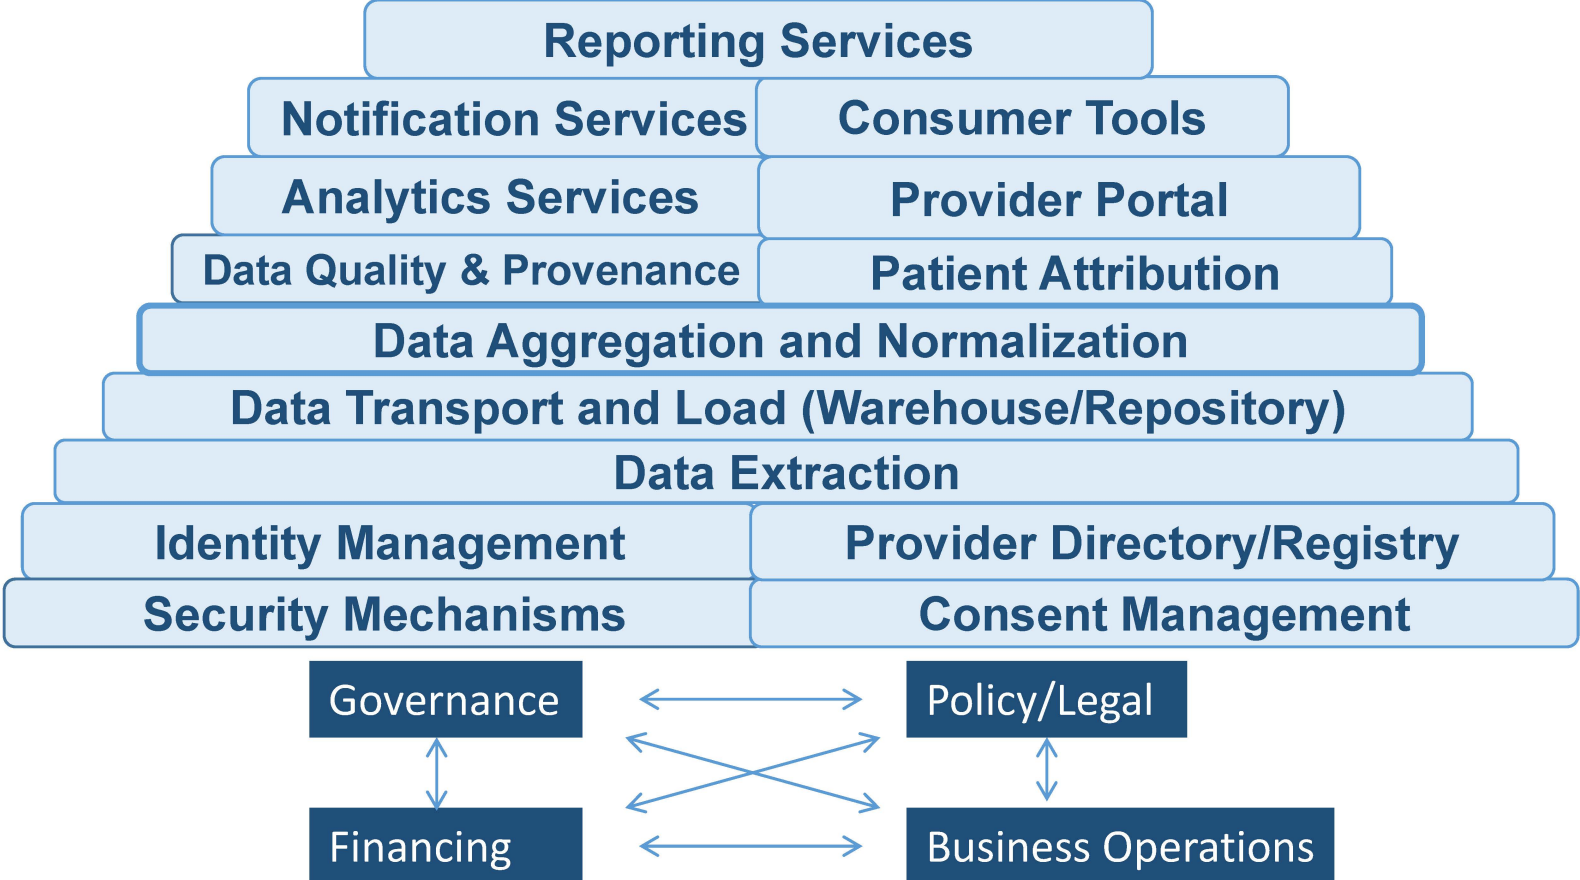 Reporting Services
Notification Services
Consumer Tools
Analytics Services
Provider Portal
Data Quality & Provenance
Patient Attribution
Data Aggregation and Normalization
Data Transport and Load (Warehouse/Repository)
Data Extraction
Identity Management
Provider Directory/Registry
Security Mechanisms
Consent Management
Governance
Policy/Legal
Financing
Business Operations